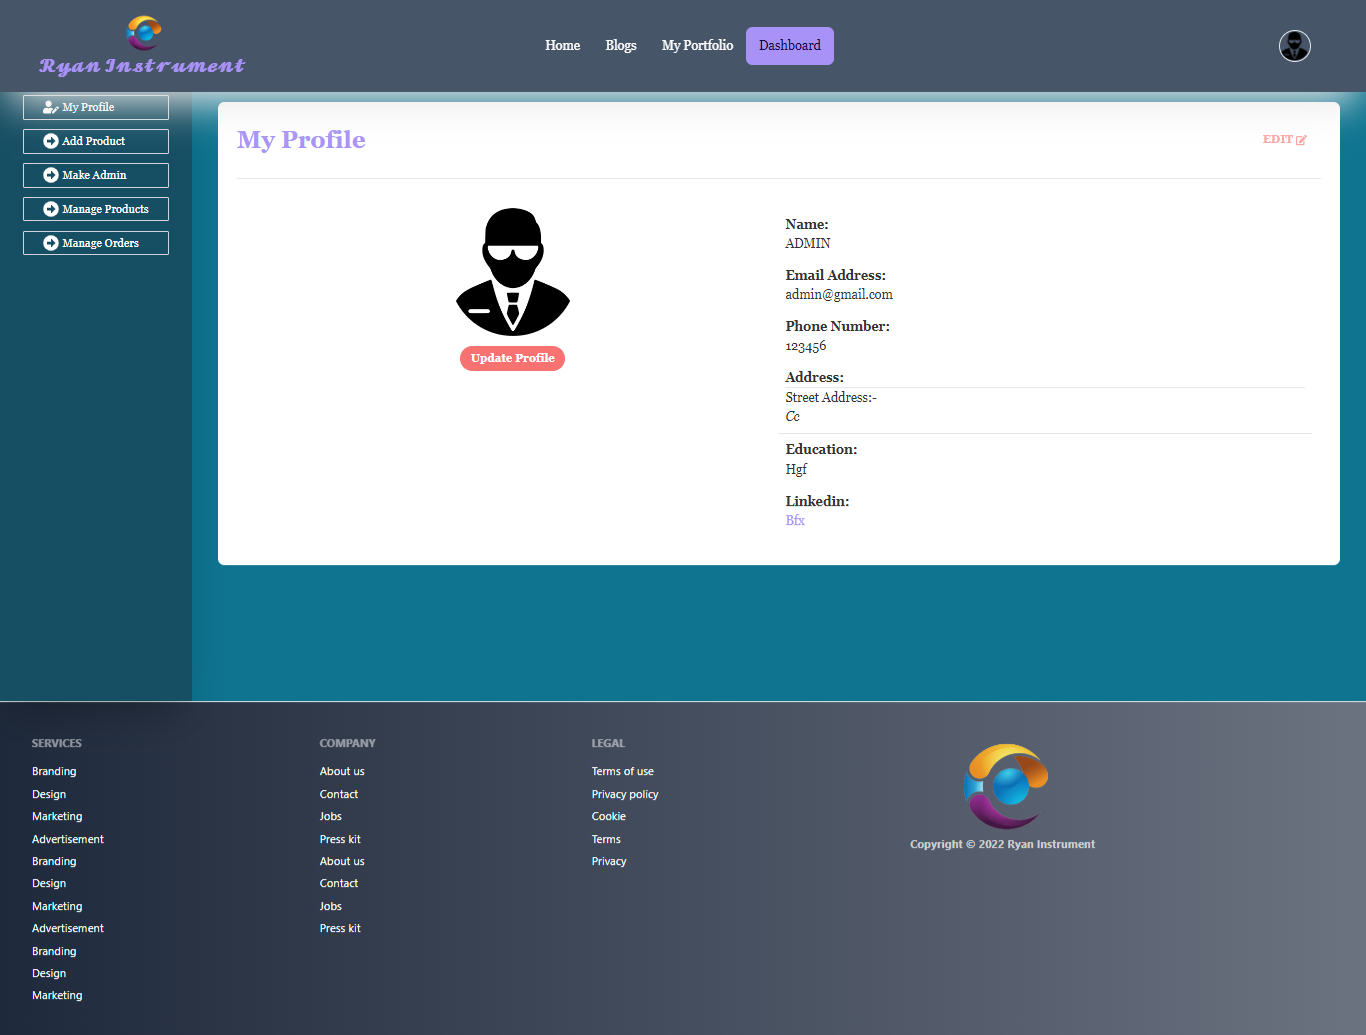 Ryan Instrument
Home Blogs My Portfolio Dashboard
My Profile
Add Product
Make Admin
Manage Products
Manage Orders
My Profile
EDIT
Update Profile
Name:
ADMIN
Email Address:
admin@gmail.com
Phone Number:
123456
Address:
Street Address:-
Cc
Education:
Hgf
Linkedin:
Bfx
SERVICES
Branding
Design
Marketing
Advertisement
Branding
Design
Marketing
Advertisement
Branding
Design
Marketing
COMPANY
About us
Contact
Jobs
Press kit
About us
Contact
Jobs
Press kit
LEGAL
Terms of use
Privacy policy
Cookie
Terms
Privacy
Copyright © 2022 Ryan Instrument